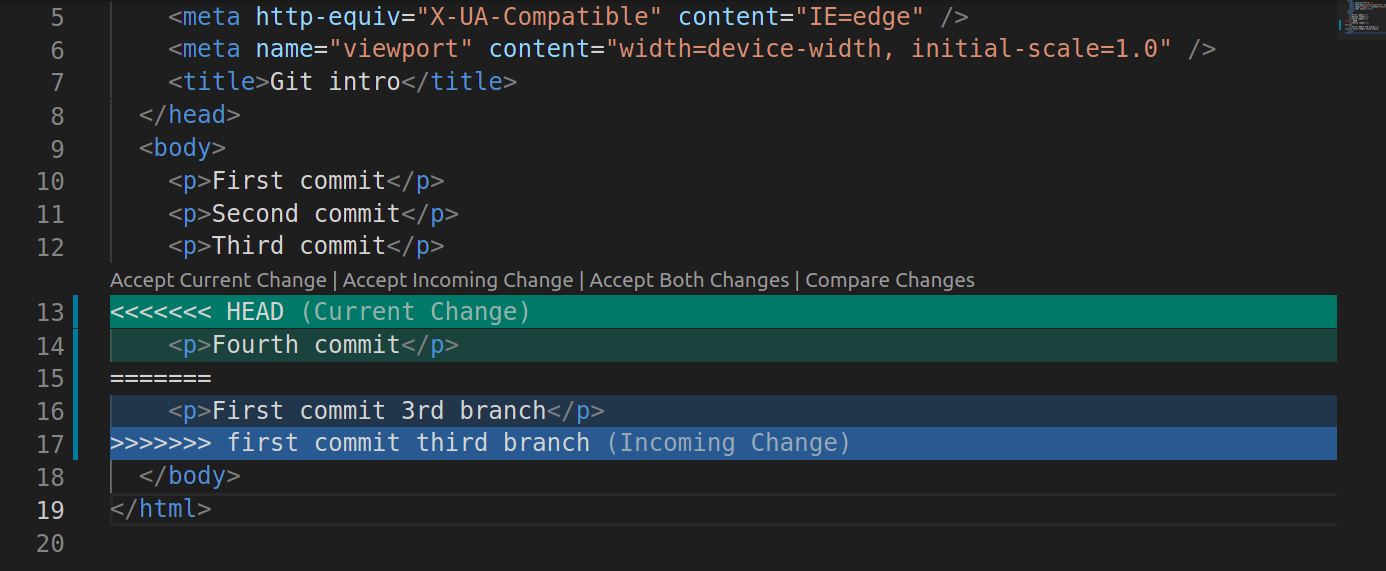 5 <meta http-equiv="X-UA-Compatible" content="IE=edge" />
6 <meta name="viewport" content="width=device-width, initial-scale=1.0" />
7 <title>Git intro</title>
8 </head>
9 <body>
10 <p>First commit</p>
11 <p>Second commit</p>
12 <p>Third commit</p>
Accept Current Change | Accept Incoming Change | Accept Both Changes | Compare Changes
13 <<<<<<< HEAD (Current Change)
14 <p>Fourth commit</p>
15 =======
16 <p>First commit 3rd branch</p>
17 >>>>>>> first commit third branch (Incoming Change)
18 </body>
19 </html>
20